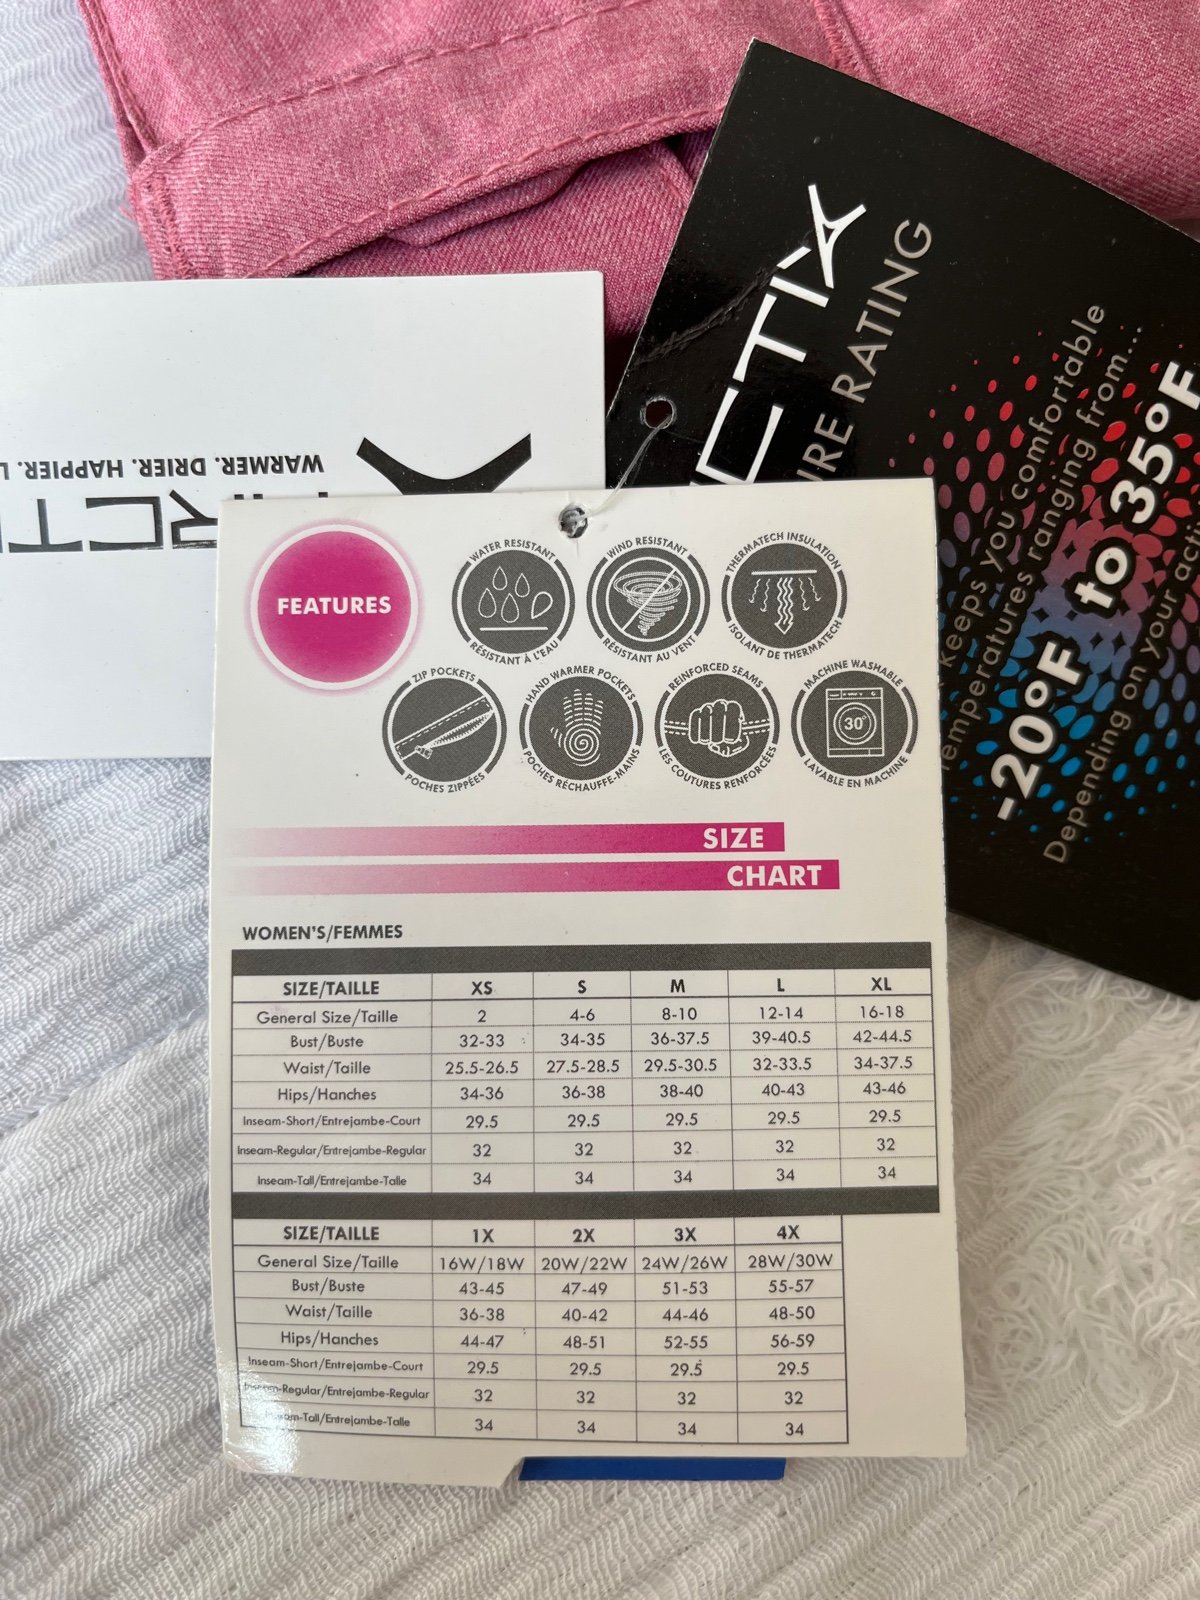 WARMER. DRIER. HAPPIER.
RATING
Keeps you comfortable
Temperatures ranging from...
-20°F to 35°F
Depending on your
FEATURES
WATER RESISTANT
RÉSISTANT À L'EAU
WIND RESISTANT
RÉSISTANT AU VENT
THERMATECH INSULATION
ISOLANT DE THERMATECH
ZIP POCKETS
POCHES ZIPPÉES
HAND WARMER POCKETS
POCHES RÉCHAUFFE-MAINS
REINFORCED SEAMS
LES COUTURES RENFORCÉES
MACHINE WASHABLE
30°
LAVABLE EN MACHINE
SIZE
CHART
WOMEN'S/FEMMES
SIZE/TAILLE XS S M L XL
General Size/Taille 2 4-6 8-10 12-14 16-18
Bust/Buste 32-33 34-35 36-37.5 39-40.5 42-44.5
Waist/Taille 25.5-26.5 27.5-28.5 29.5-30.5 32-33.5 34-37.5
Hips/Hanches 34-36 36-38 38-40 40-43 43-46
Inseam-Short/Entrejambe-Court 29.5 29.5 29.5 29.5 29.5
Inseam-Regular/Entrejambe-Regular 32 32 32 32 32
Inseam-Tall/Entrejambe-Talle 34 34 34 34 34
SIZE/TAILLE 1X 2X 3X 4X
General Size/Taille 16W/18W 20W/22W 24W/26W 28W/30W
Bust/Buste 43-45 47-49 51-53 55-57
Waist/Taille 36-38 40-42 44-46 48-50
Hips/Hanches 44-47 48-51 52-55 56-59
Inseam-Short/Entrejambe-Court 29.5 29.5 29.5 29.5
Inseam-Regular/Entrejambe-Regular 32 32 32 32
Inseam-Tall/Entrejambe-Talle 34 34 34 34